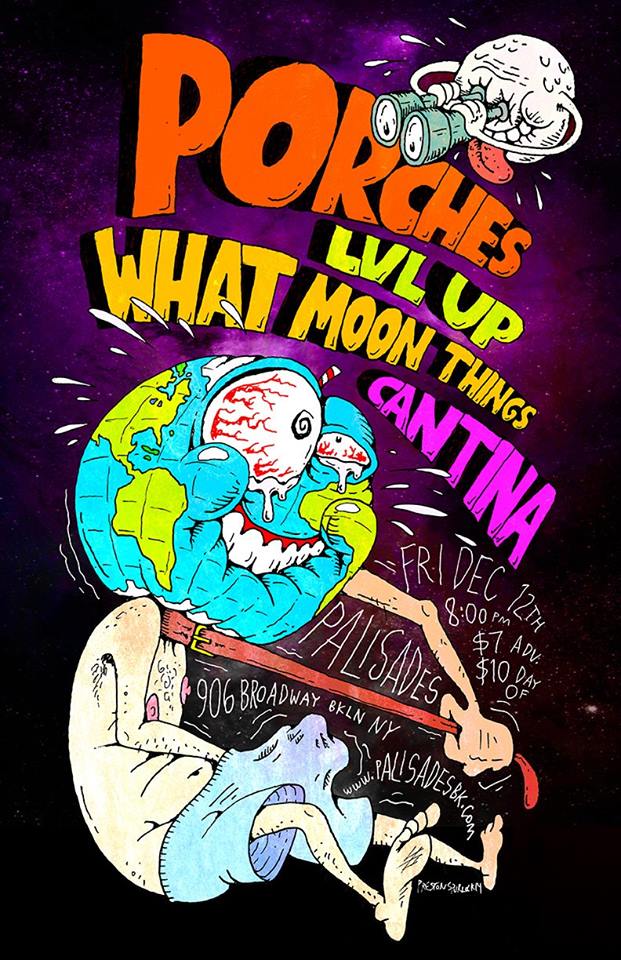 PORCHES
LVL UP
WHAT MOON THINGS
CANTINA
FRI DEC 12TH
8:00 PM
$7 ADV.
$10 DAY
OF
PALISADES
906 BROADWAY BKLN NY
WWW.PALISADESBK.COM